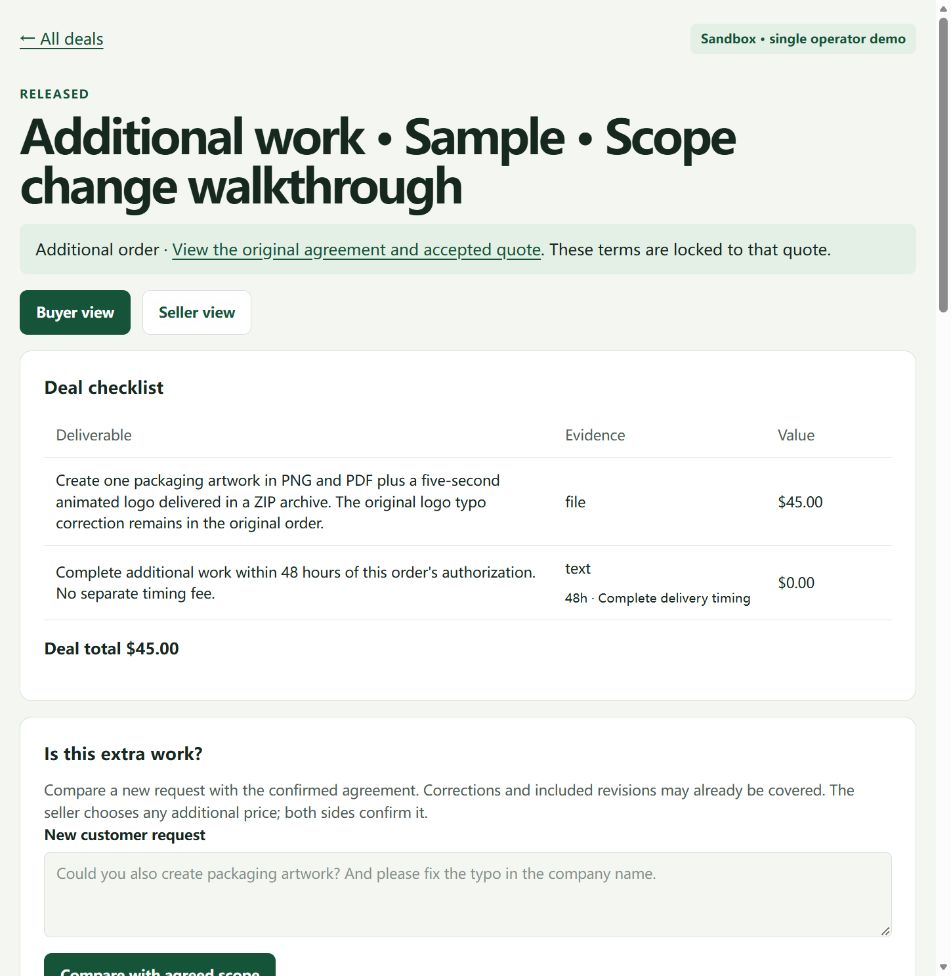 ← All deals
Sandbox • single operator demo
RELEASED
Additional work • Sample • Scope
change walkthrough
Additional order · View the original agreement and accepted quote. These terms are locked to that quote.
Buyer view
Seller view
Deal checklist
Deliverable
Evidence
Value
Create one packaging artwork in PNG and PDF plus a five-second
animated logo delivered in a ZIP archive. The original logo typo
correction remains in the original order.
file
$45.00
Complete additional work within 48 hours of this order's authorization.
No separate timing fee.
text
48h · Complete delivery timing
$0.00
Deal total $45.00
Is this extra work?
Compare a new request with the confirmed agreement. Corrections and included revisions may already be covered. The
seller chooses any additional price; both sides confirm it.
New customer request
Could you also create packaging artwork? And please fix the typo in the company name.
Compare with agreed scope